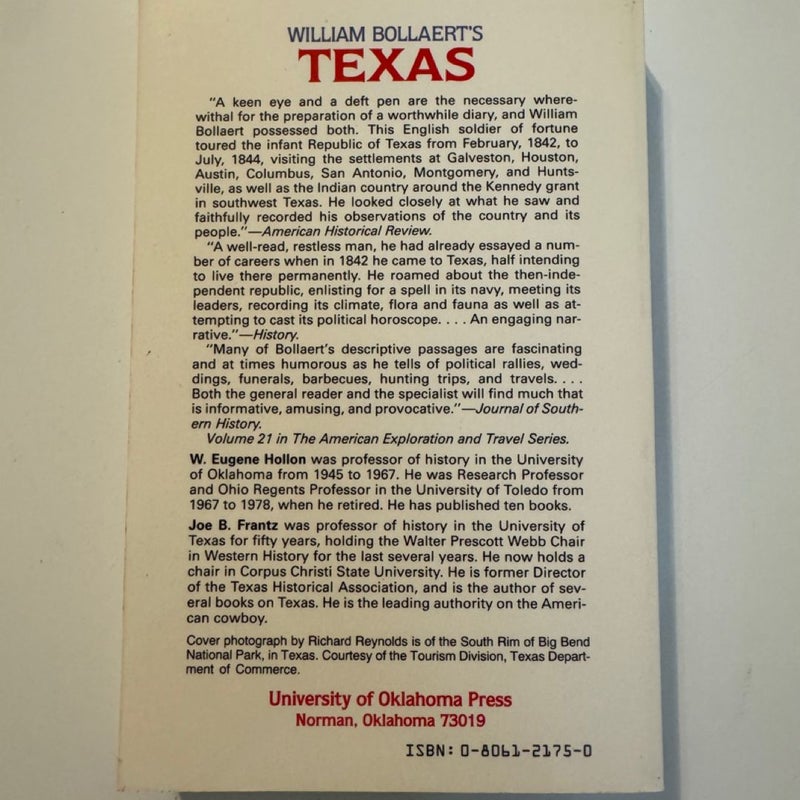 WILLIAM BOLLAERT'S
TEXAS
"A keen eye and a deft pen are the necessary where-
withal for the preparation of a worthwhile diary, and William
Bollaert possessed both. This English soldier of fortune
toured the infant Republic of Texas from February, 1842, to
July, 1844, visiting the settlements at Galveston, Houston,
Austin, Columbus, San Antonio, Montgomery, and Hunts-
ville, as well as the Indian country around the Kennedy grant
in southwest Texas. He looked closely at what he saw and
faithfully recorded his observations of the country and its
people."—American Historical Review.
"A well-read, restless man, he had already essayed a num-
ber of careers when in 1842 he came to Texas, half intending
to live there permanently. He roamed about the then-inde-
pendent republic, enlisting for a spell in its navy, meeting its
leaders, recording its climate, flora and fauna as well as at-
tempting to cast its political horoscope. . . . An engaging nar-
rative."—History.
"Many of Bollaert's descriptive passages are fascinating
and at times humorous as he tells of political rallies, wed-
dings, funerals, barbecues, hunting trips, and travels. . . .
Both the general reader and the specialist will find much that
is informative, amusing, and provocative."—Journal of South-
ern History.
Volume 21 in The American Exploration and Travel Series.
W. Eugene Hollon was professor of history in the University
of Oklahoma from 1945 to 1967. He was Research Professor
and Ohio Regents Professor in the University of Toledo from
1967 to 1978, when he retired. He has published ten books.
Joe B. Frantz was professor of history in the University of
Texas for fifty years, holding the Walter Prescott Webb Chair
in Western History for the last several years. He now holds a
chair in Corpus Christi State University. He is former Director
of the Texas Historical Association, and is the author of sev-
eral books on Texas. He is the leading authority on the Ameri-
can cowboy.
Cover photograph by Richard Reynolds is of the South Rim of Big Bend
National Park, in Texas. Courtesy of the Tourism Division, Texas Depart-
ment of Commerce.
University of Oklahoma Press
Norman, Oklahoma 73019
ISBN: 0-8061-2175-0